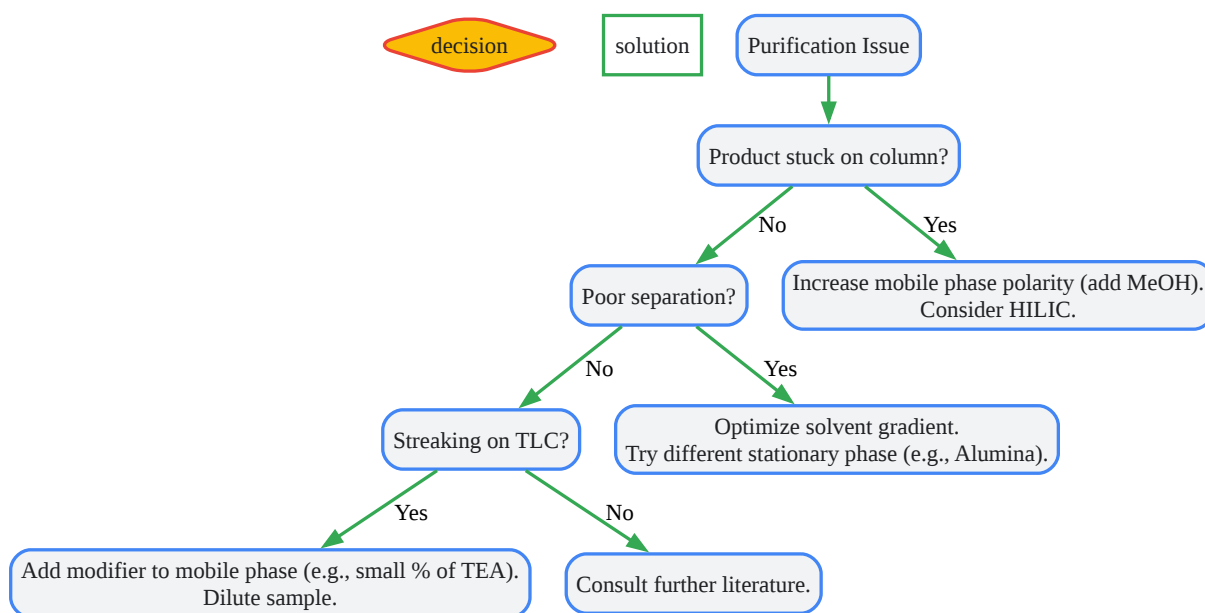 decision
solution
Purification Issue
Product stuck on column?
No
Yes
Poor separation?
Increase mobile phase polarity (add MeOH).
Consider HILIC.
No
Yes
Streaking on TLC?
Optimize solvent gradient.
Try different stationary phase (e.g., Alumina).
Yes
No
Add modifier to mobile phase (e.g., small % of TEA).
Dilute sample.
Consult further literature.